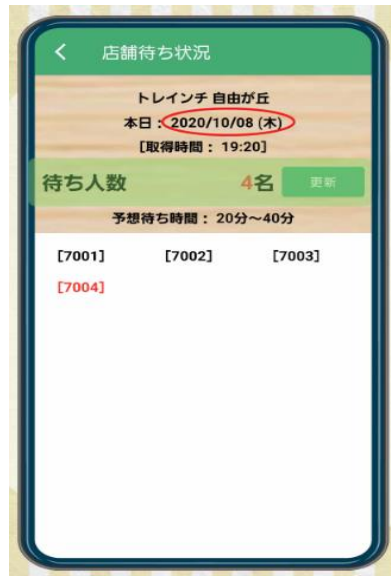 < 店舗待ち状況
トレインチ 自由が丘
本日： 2020/10/08 (木)
[取得時間： 19:20]
待ち人数 4名 更新
予想待ち時間： 20分～40分
[7001] [7002] [7003]
[7004]